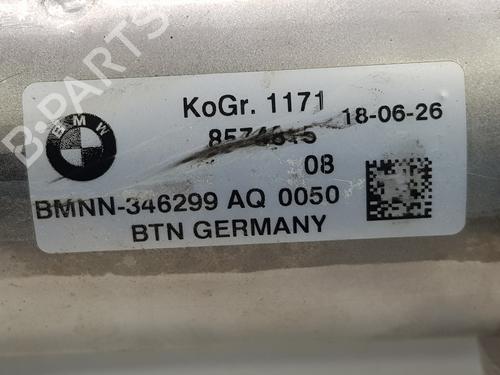 B-PARTS
BMW
KoGr. 1171
18-06-26
08
BMNN-346299 AQ 0050
BTN GERMANY